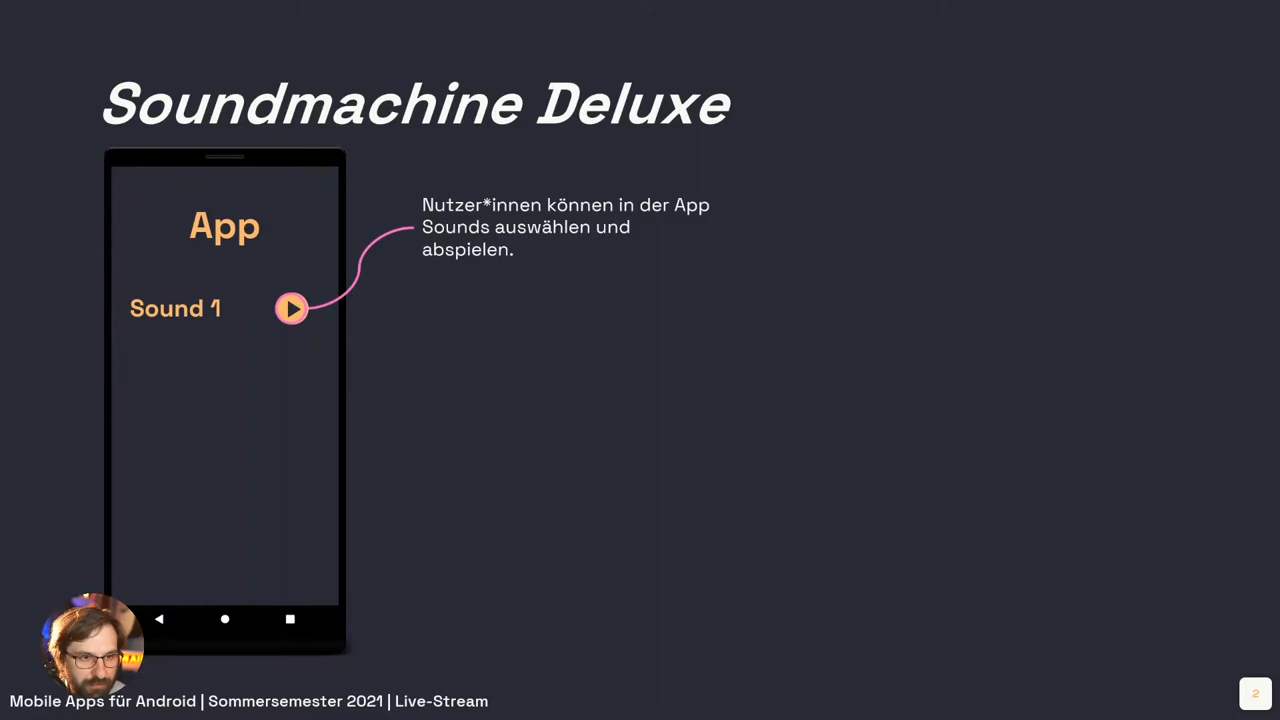 Soundmachine Deluxe
App
Nutzer*innen können in der App
Sounds auswählen und
abspielen.
Sound 1
Mobile Apps für Android | Sommersemester 2021 | Live-Stream
2